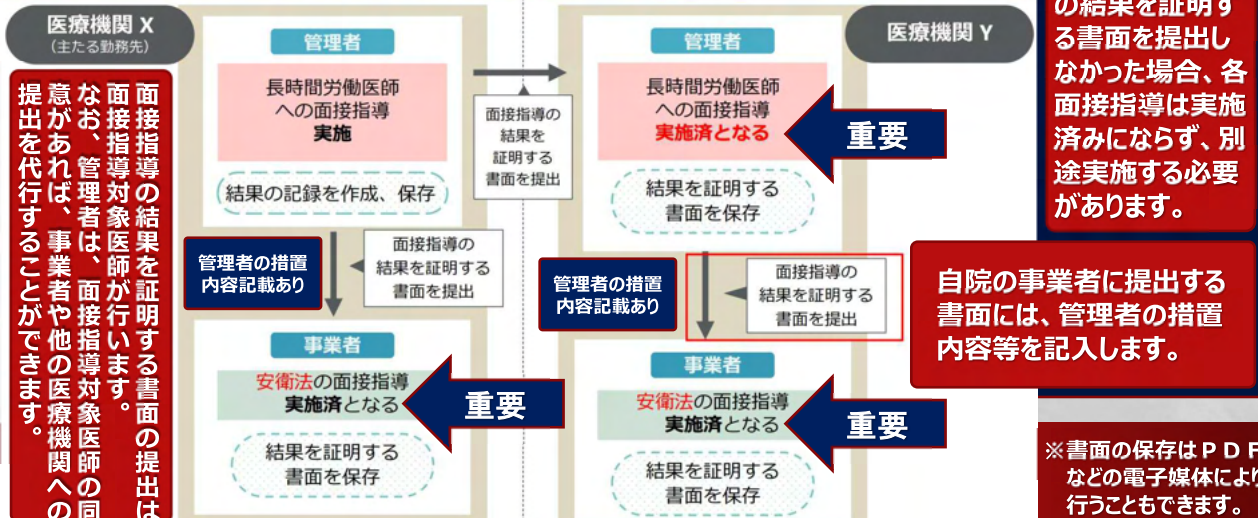 医療機関 X
(主たる勤務先)
面接指導の結果を証明する書面の提出は
面接指導対象医師が行います。
なお、管理者は、面接指導対象医師の同
意があれば、事業者や他の医療機関への
提出を代行することができます。
管理者
長時間労働医師
への面接指導
実施
結果の記録を作成、保存
管理者の措置
内容記載あり
面接指導の
結果を証明する
書面を提出
事業者
安衛法の面接指導
実施済となる
重要
結果を証明する
書面を保存
面接指導の
結果を
証明する
書面を提出
医療機関 Y
管理者
長時間労働医師
への面接指導
実施済となる
重要
結果を証明する
書面を保存
管理者の措置
内容記載あり
面接指導の
結果を証明する
書面を提出
事業者
安衛法の面接指導
実施済となる
重要
結果を証明する
書面を保存
の結果を証明す
る書面を提出し
なかった場合、各
面接指導は実施
済みにならず、別
途実施する必要
があります。
自院の事業者に提出する
書面には、管理者の措置
内容等を記入します。
※書面の保存はPDF
などの電子媒体により
行うこともできます。